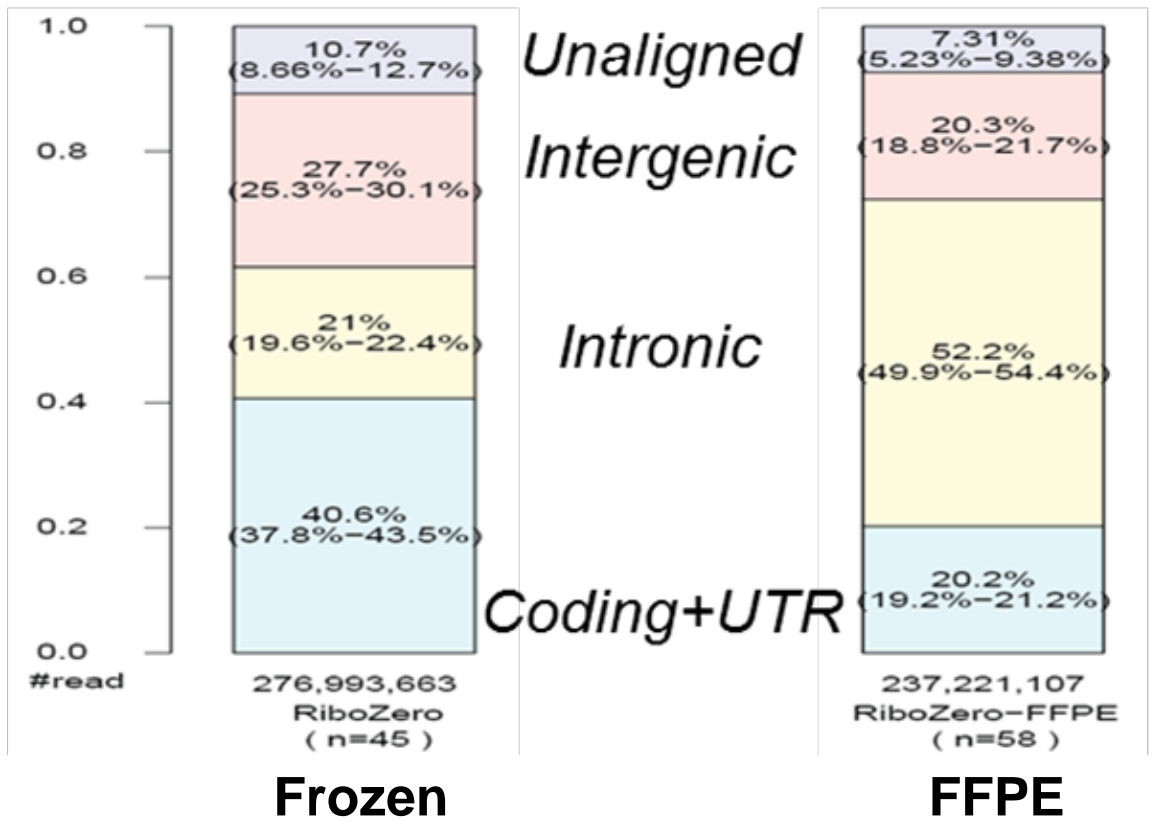 1.0
0.8
0.6
0.4
0.2
0.0
#read
10.7%
(8.66%−12.7%)
27.7%
(25.3%−30.1%)
21%
(19.6%−22.4%)
40.6%
(37.8%−43.5%)
276,993,663
RiboZero
( n=45 )
Frozen
Unaligned
Intergenic
Intronic
Coding+UTR
7.31%
(5.23%−9.38%)
20.3%
(18.8%−21.7%)
52.2%
(49.9%−54.4%)
20.2%
(19.2%−21.2%)
237,221,107
RiboZero−FFPE
( n=58 )
FFPE